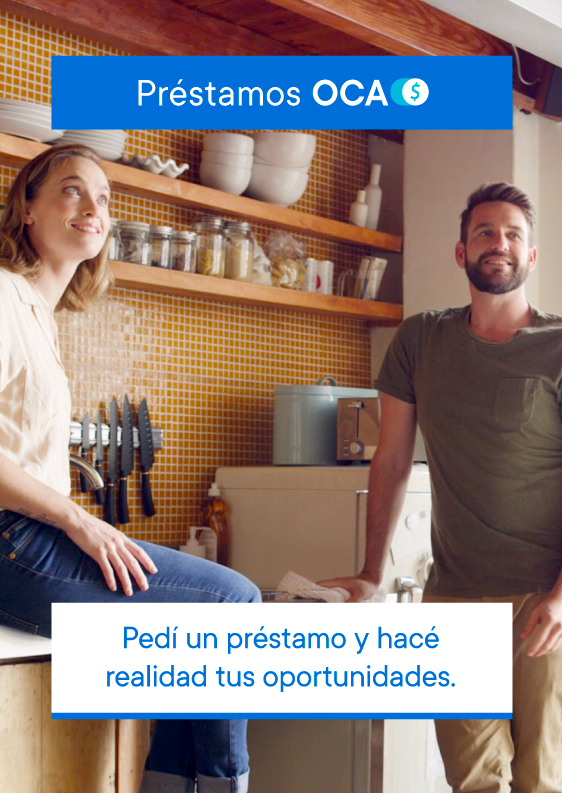 Préstamos OCA $
Pedí un préstamo y hacé
realidad tus oportunidades.